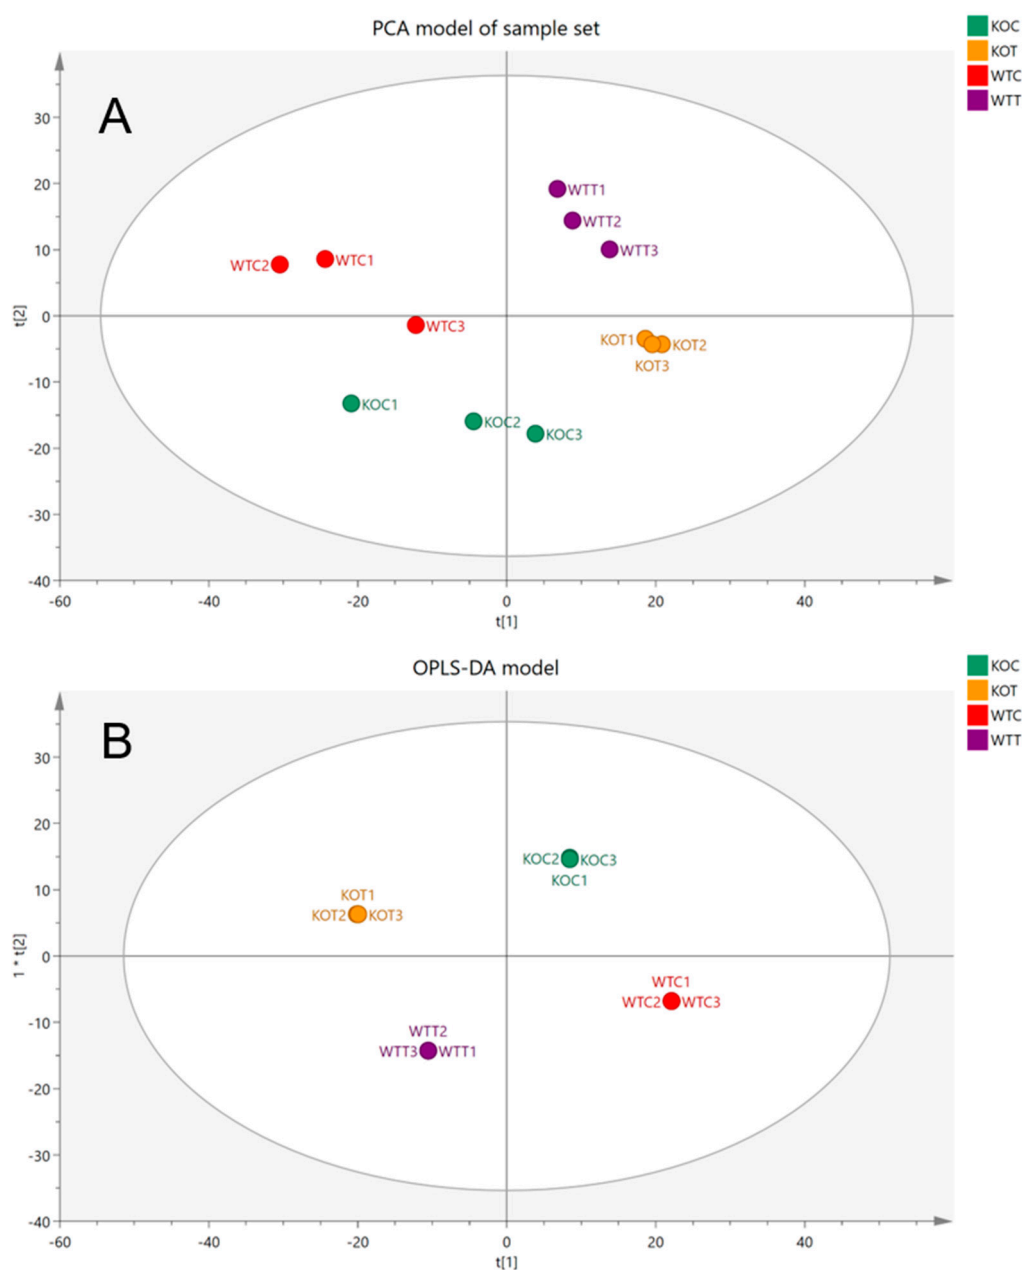 PCA model of sample set
KOC
KOT
WTC
WTT
A
30
20
10
0
-10
-20
-30
-40
t[2]
WTT1
WTT2
WTT3
WTC2
WTC1
WTC3
KOT1
KOT2
KOT3
KOC1
KOC2
KOC3
-60
-40
-20
0
20
40
t[1]
OPLS-DA model
KOC
KOT
WTC
WTT
B
30
20
10
0
-10
-20
-30
-40
1 * t[2]
KOC2
KOC3
KOC1
KOT1
KOT2
KOT3
WTC1
WTC2
WTC3
WTT2
WTT3
WTT1
-60
-40
-20
0
20
40
t[1]